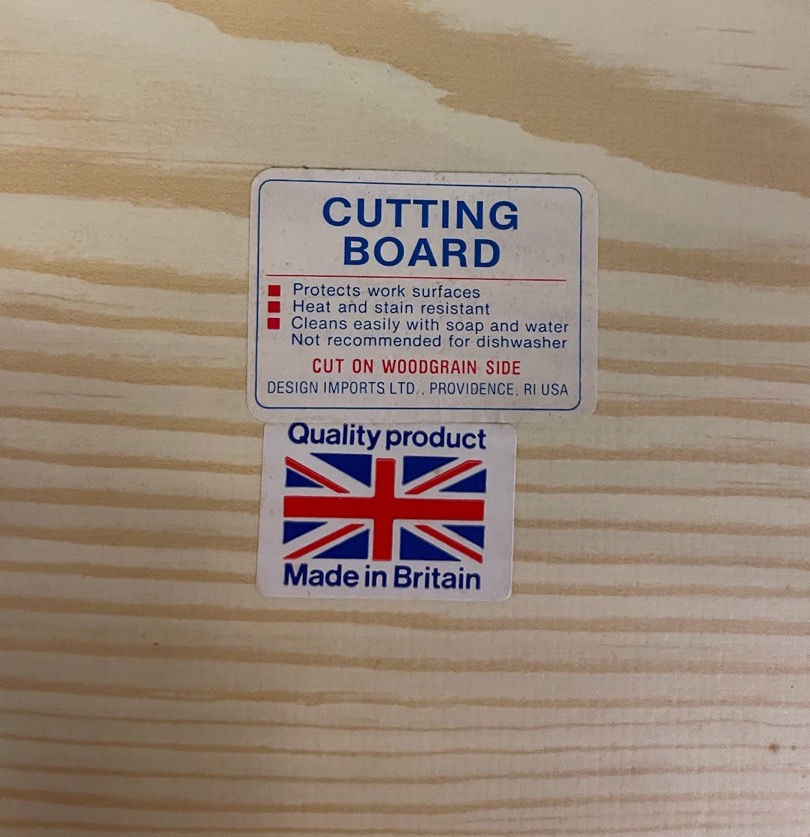 CUTTING
BOARD
Protects work surfaces
Heat and stain resistant
Cleans easily with soap and water
Not recommended for dishwasher
CUT ON WOODGRAIN SIDE
DESIGN IMPORTS LTD., PROVIDENCE, RI USA
Quality product
Made in Britain